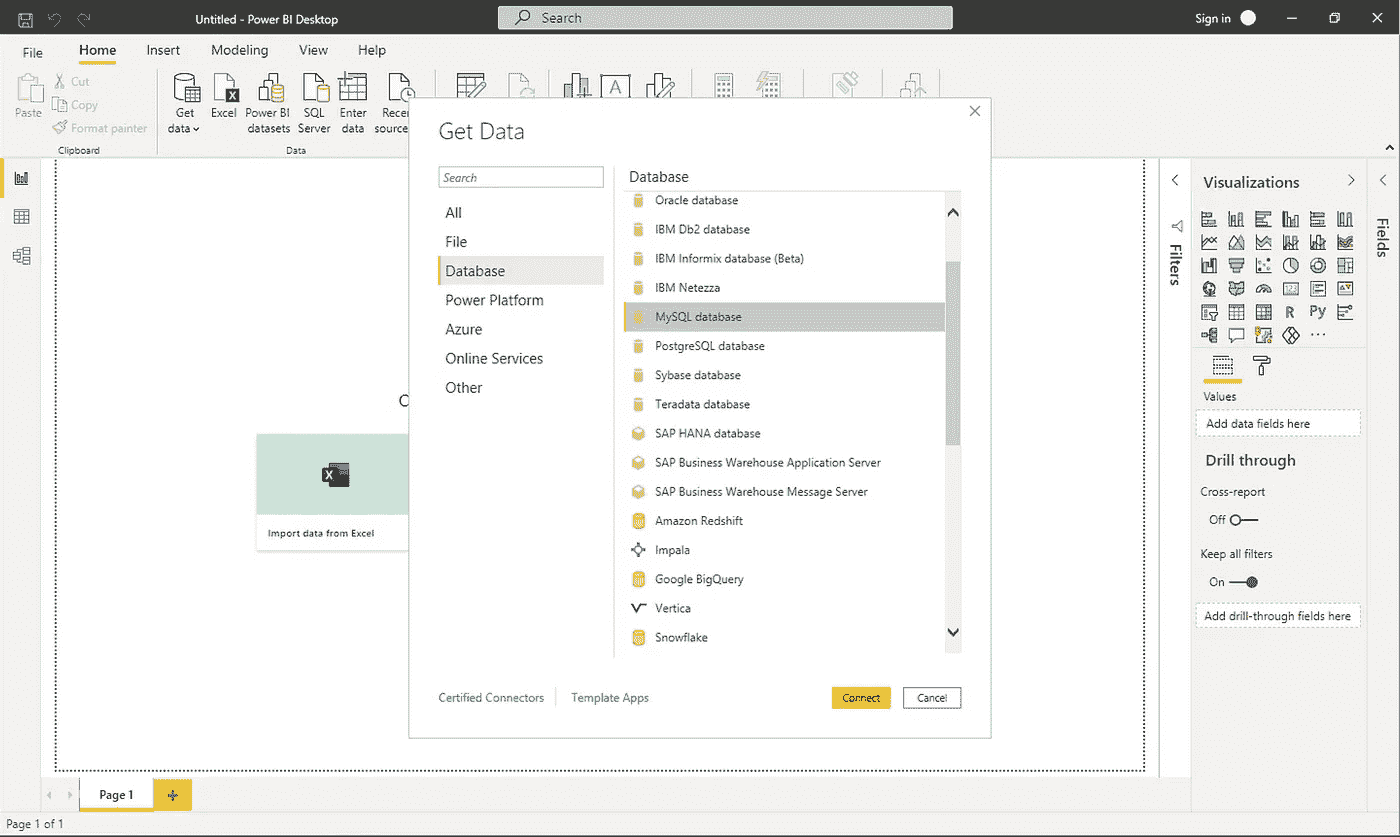 Untitled - Power BI Desktop
Search
Sign in
File
Home
Insert
Modeling
View
Help
Paste
Cut
Copy
Format painter
Clipboard
Get data
Excel
Power BI datasets
SQL Server
Enter data
Data
Get Data
Search
All
File
Database
Power Platform
Azure
Online Services
Other
Database
Oracle database
IBM Db2 database
IBM Informix database (Beta)
IBM Netezza
MySQL database
PostgreSQL database
Sybase database
Teradata database
SAP HANA database
SAP Business Warehouse Application Server
SAP Business Warehouse Message Server
Amazon Redshift
Impala
Google BigQuery
Vertica
Snowflake
Certified Connectors
Template Apps
Connect
Cancel
Import data from Excel
Filters
Visualizations
R
Py
Values
Add data fields here
Drill through
Cross-report
Off
Keep all filters
On
Add drill-through fields here
Fields
Page 1
Page 1 of 1